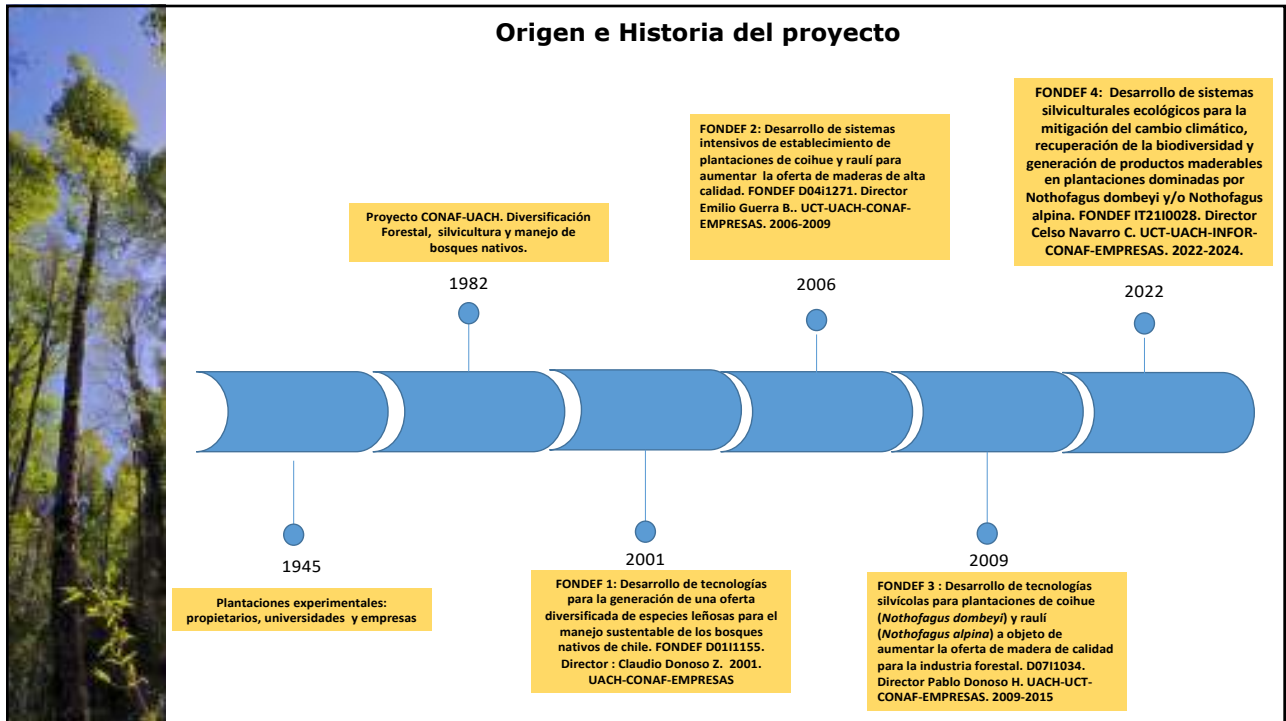 Origen e Historia del proyecto
FONDEF 4: Desarrollo de sistemas
silviculturales ecológicos para la
mitigación del cambio climático,
recuperación de la biodiversidad y
generación de productos maderables
en plantaciones dominadas por
Nothofagus dombeyi y/o Nothofagus
alpina. FONDEF IT21I0028. Director
Celso Navarro C. UCT-UACH-INFOR-
CONAF-EMPRESAS. 2022-2024.
FONDEF 2: Desarrollo de sistemas
intensivos de establecimiento de
plantaciones de coihue y raulí para
aumentar la oferta de maderas de alta
calidad. FONDEF D04i1271. Director
Emilio Guerra B.. UCT-UACH-CONAF-
EMPRESAS. 2006-2009
Proyecto CONAF-UACH. Diversificación
Forestal, silvicultura y manejo de
bosques nativos.
1982
2006
2022
1945
2001
2009
Plantaciones experimentales:
propietarios, universidades y empresas
FONDEF 1: Desarrollo de tecnologías
para la generación de una oferta
diversificada de especies leñosas para el
manejo sustentable de los bosques
nativos de chile. FONDEF D01I1155.
Director : Claudio Donoso Z. 2001.
UACH-CONAF-EMPRESAS
FONDEF 3 : Desarrollo de tecnologías
silvícolas para plantaciones de coihue
(Nothofagus dombeyi) y raulí
(Nothofagus alpina) a objeto de
aumentar la oferta de madera de calidad
para la industria forestal. D07I1034.
Director Pablo Donoso H. UACH-UCT-
CONAF-EMPRESAS. 2009-2015